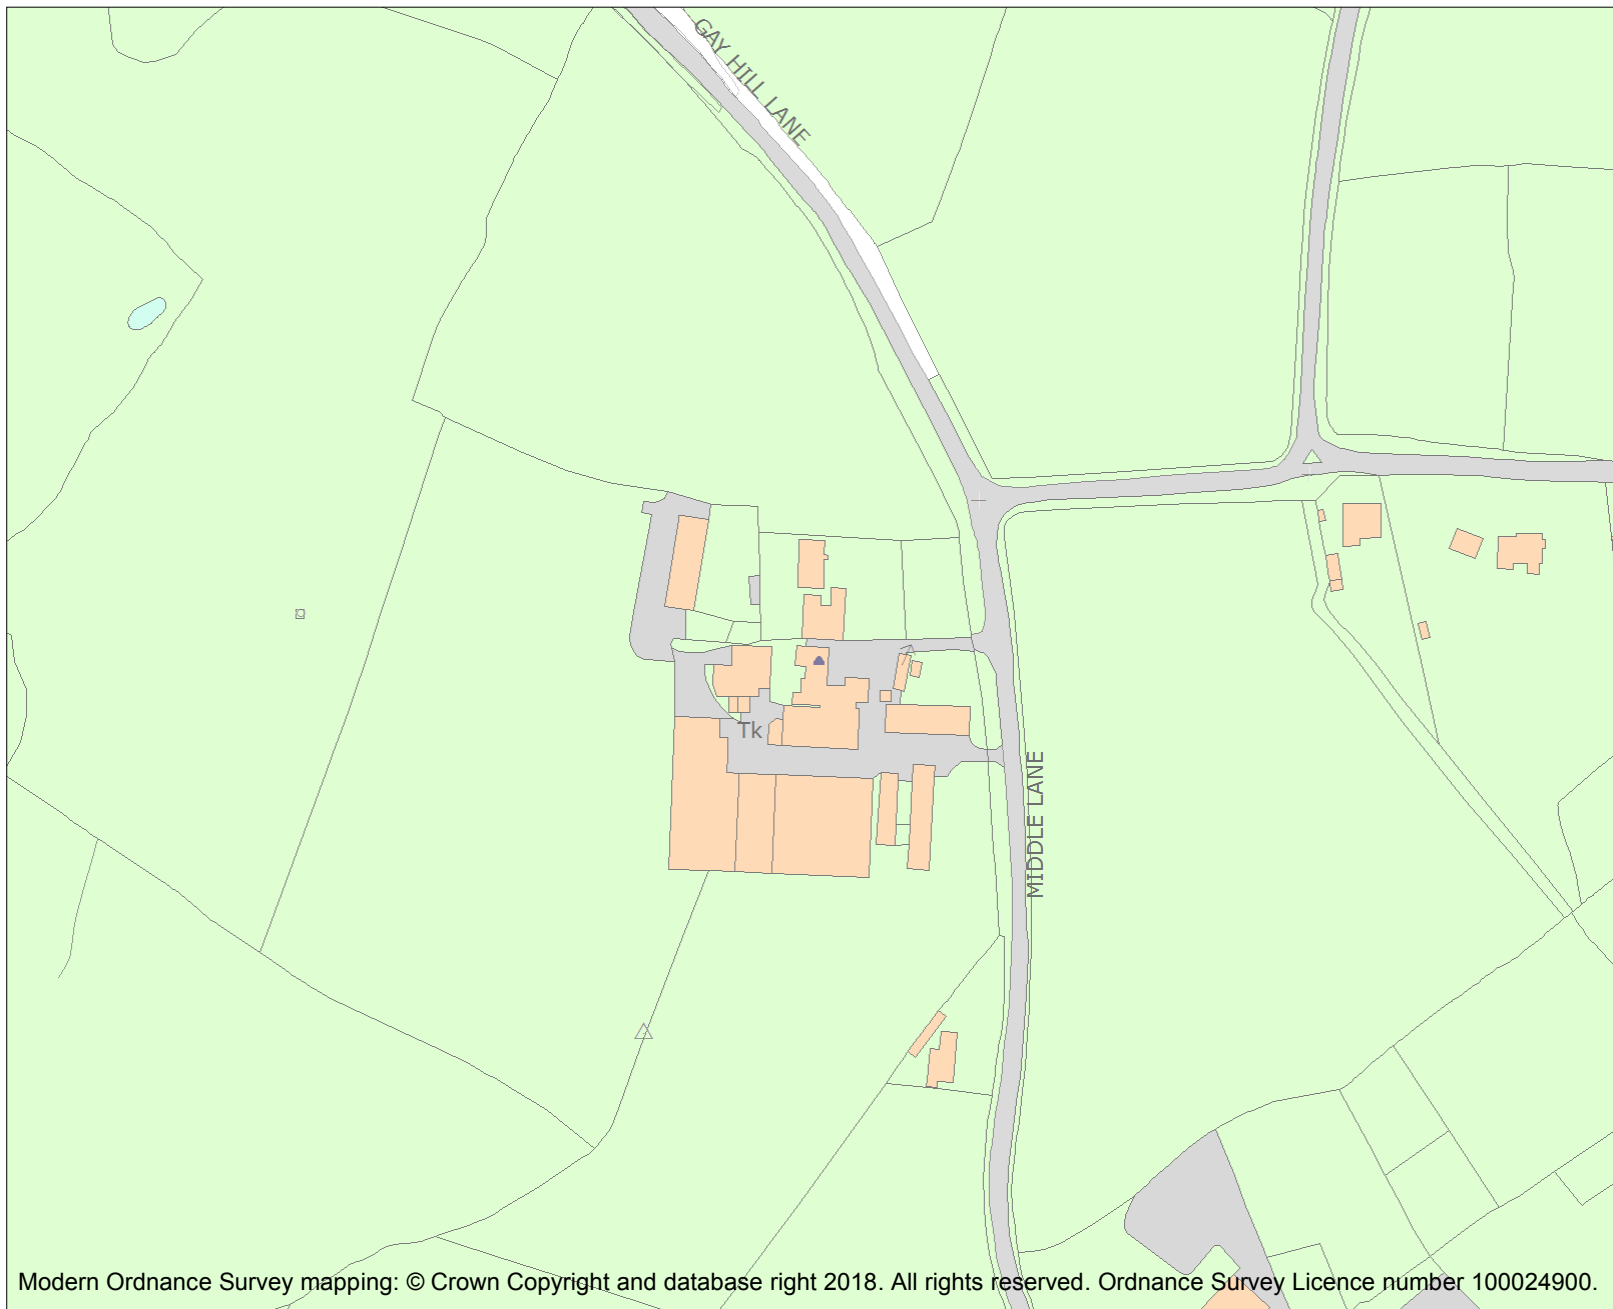 GAY HILL LANE
Tk
MIDDLE LANE
Modern Ordnance Survey mapping: © Crown Copyright and database right 2018. All rights reserved. Ordnance Survey Licence number 100024900.